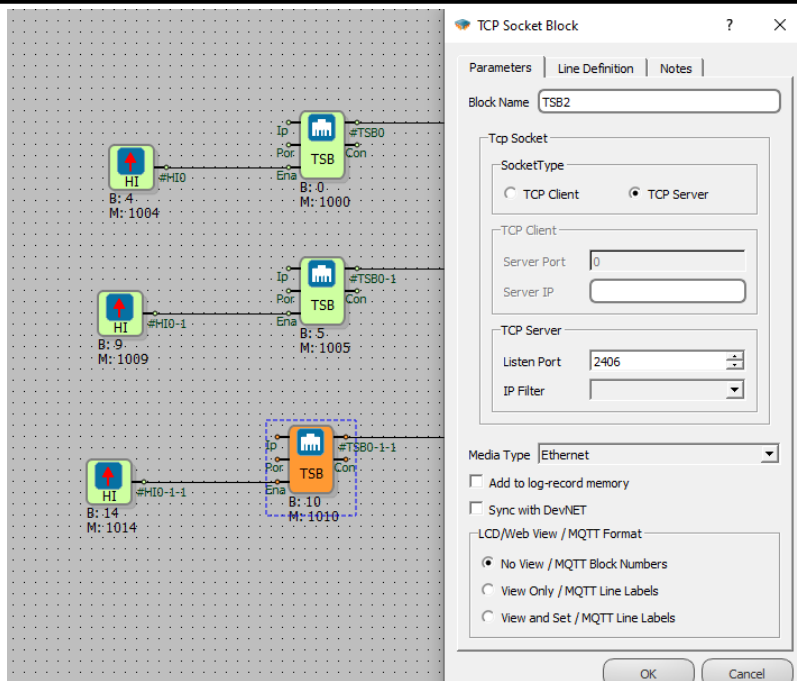 Ip
#TSB0
Por
Con
TSB
Ena
HI
#HI0
B: 0
M: 1000
B: 4
M: 1004
Ip
#TSB0-1
Por
Con
TSB
Ena
HI
#HI0-1
B: 5
M: 1005
B: 9
M: 1009
Ip
#TSB0-1-1
Por
Con
TSB
Ena
HI
#HI0-1-1
B: 10
M: 1010
B: 14
M: 1014
TCP Socket Block ? ×
Parameters Line Definition Notes
Block Name TSB2
Tcp Socket
SocketType
TCP Client TCP Server
TCP Client
Server Port 0
Server IP
TCP Server
Listen Port 2406
IP Filter
Media Type Ethernet
Add to log-record memory
Sync with DevNET
LCD/Web View / MQTT Format
No View / MQTT Block Numbers
View Only / MQTT Line Labels
View and Set / MQTT Line Labels
OK Cancel